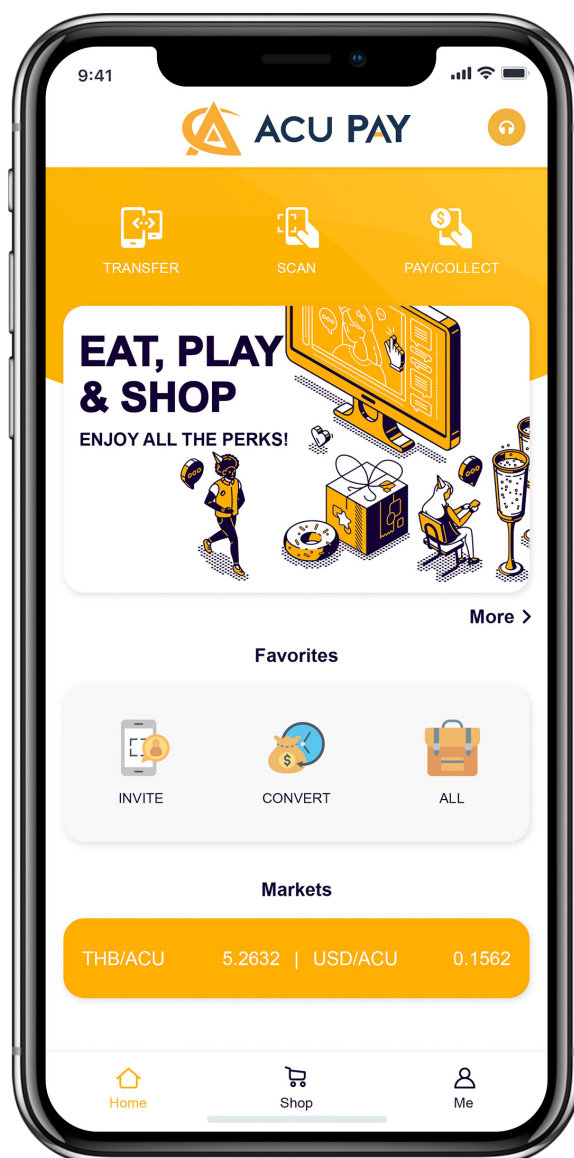 9:41
ACU PAY
TRANSFER SCAN PAY/COLLECT
EAT, PLAY
& SHOP
ENJOY ALL THE PERKS!
More >
Favorites
INVITE CONVERT ALL
Markets
THB/ACU 5.2632 | USD/ACU 0.1562
Home Shop Me